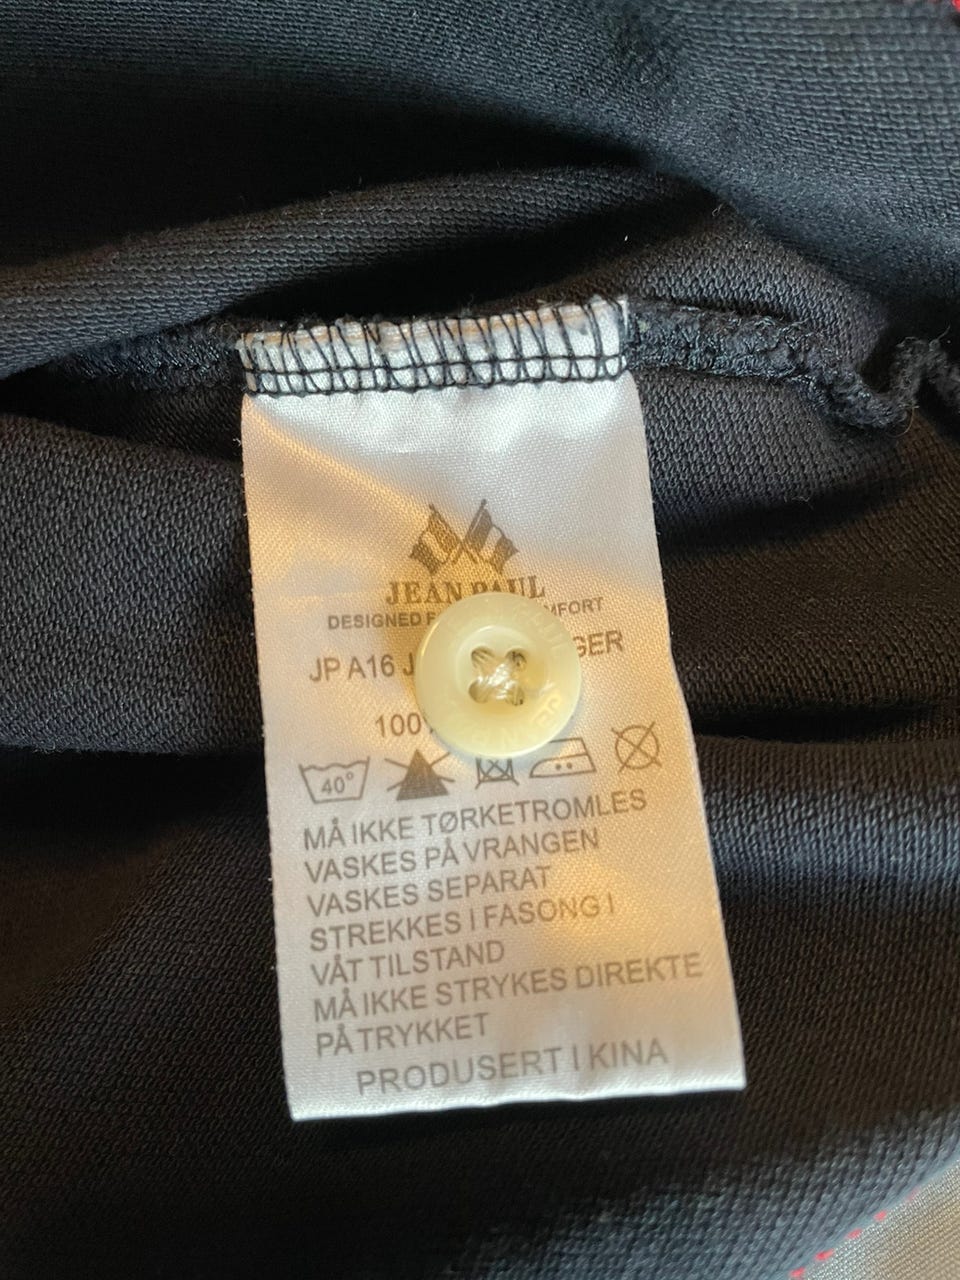 JEAN PAUL
DESIGNED
JP A16
40°
MÅ IKKE TØRKETROMLES
VASKES PÅ VRANGEN
VASKES SEPARAT
STREKKES I FASONG I
VÅT TILSTAND
MÅ IKKE STRYKES DIREKTE
PÅ TRYKKET
PRODUSERT I KINA